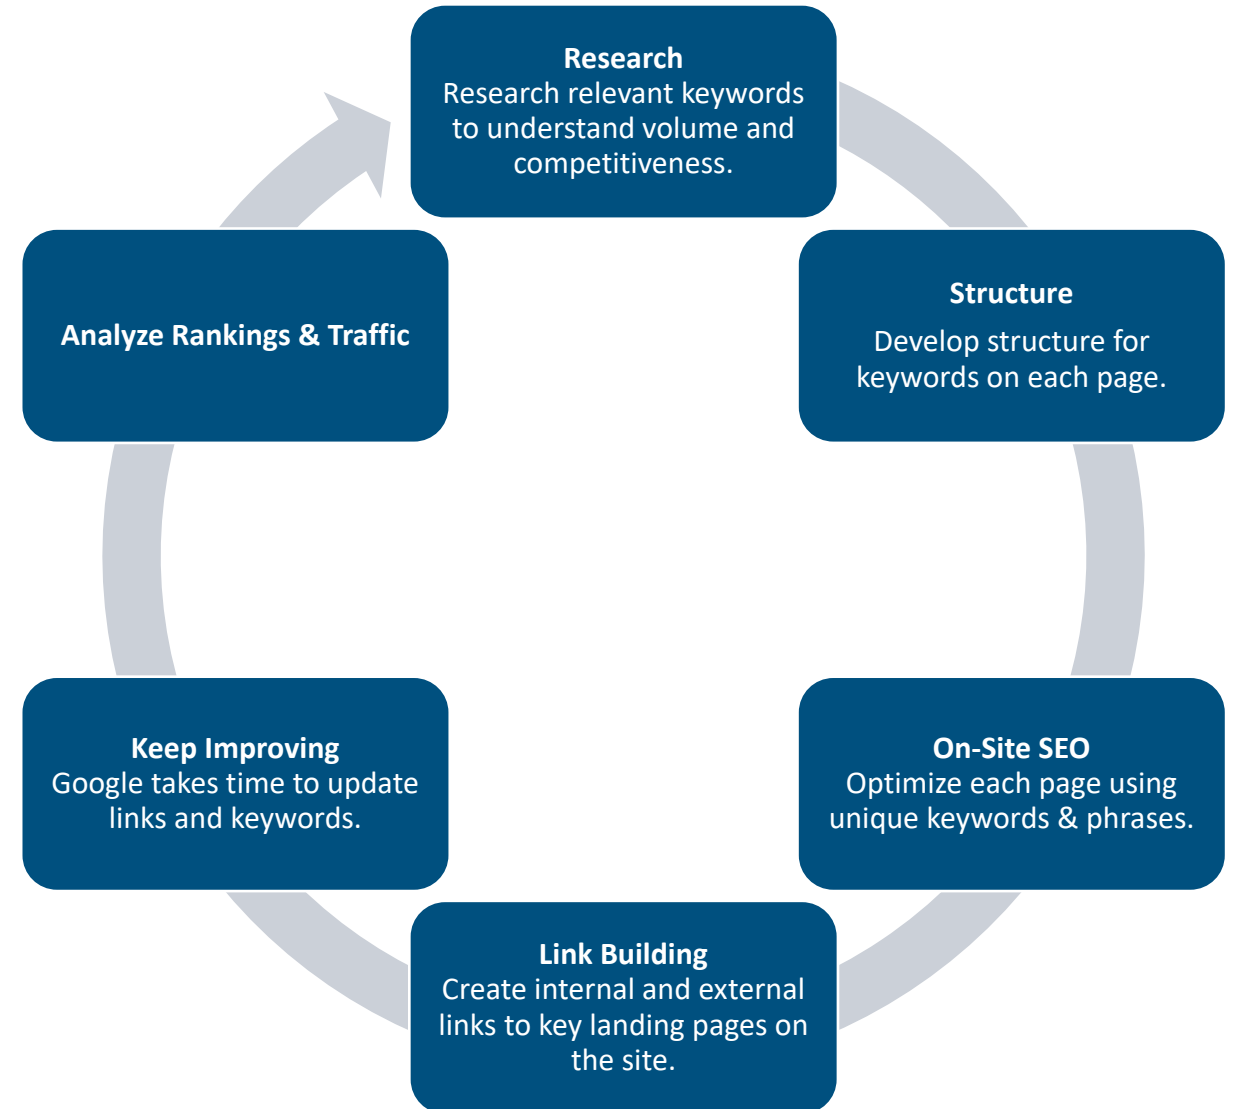 Research
Research relevant keywords
to understand volume and
competitiveness.
Structure
Develop structure for
keywords on each page.
On-Site SEO
Optimize each page using
unique keywords & phrases.
Link Building
Create internal and external
links to key landing pages on
the site.
Keep Improving
Google takes time to update
links and keywords.
Analyze Rankings & Traffic